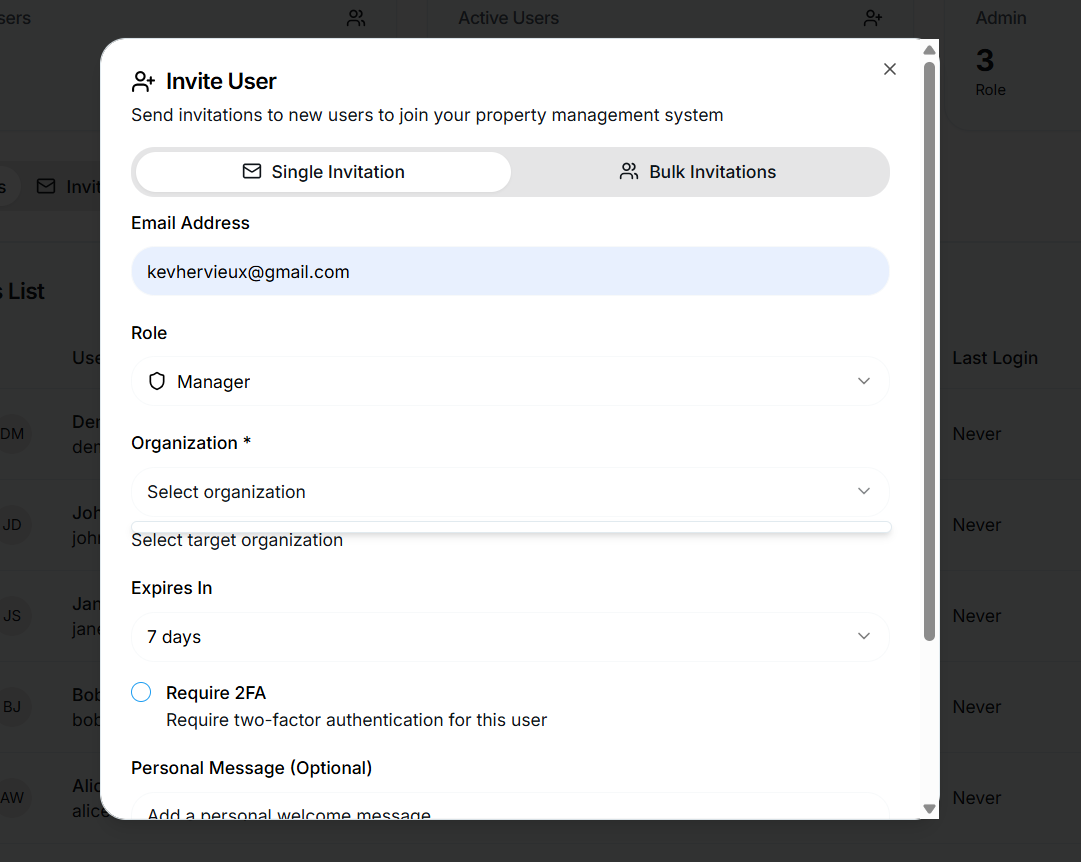 sers
Active Users
Admin
3
Role
Invite User
Send invitations to new users to join your property management system
Single Invitation
Bulk Invitations
s
Invit
Email Address
kevhervieux@gmail.com
s List
Role
Manager
Use
Last Login
Organization *
DM
Der
der
Never
Select organization
Select target organization
JD
Joh
john
Never
Expires In
7 days
JS
Jan
jane
Never
Require 2FA
Require two-factor authentication for this user
BJ
Bob
bob
Never
Personal Message (Optional)
AW
Alic
alice
Never
Add a personal welcome message